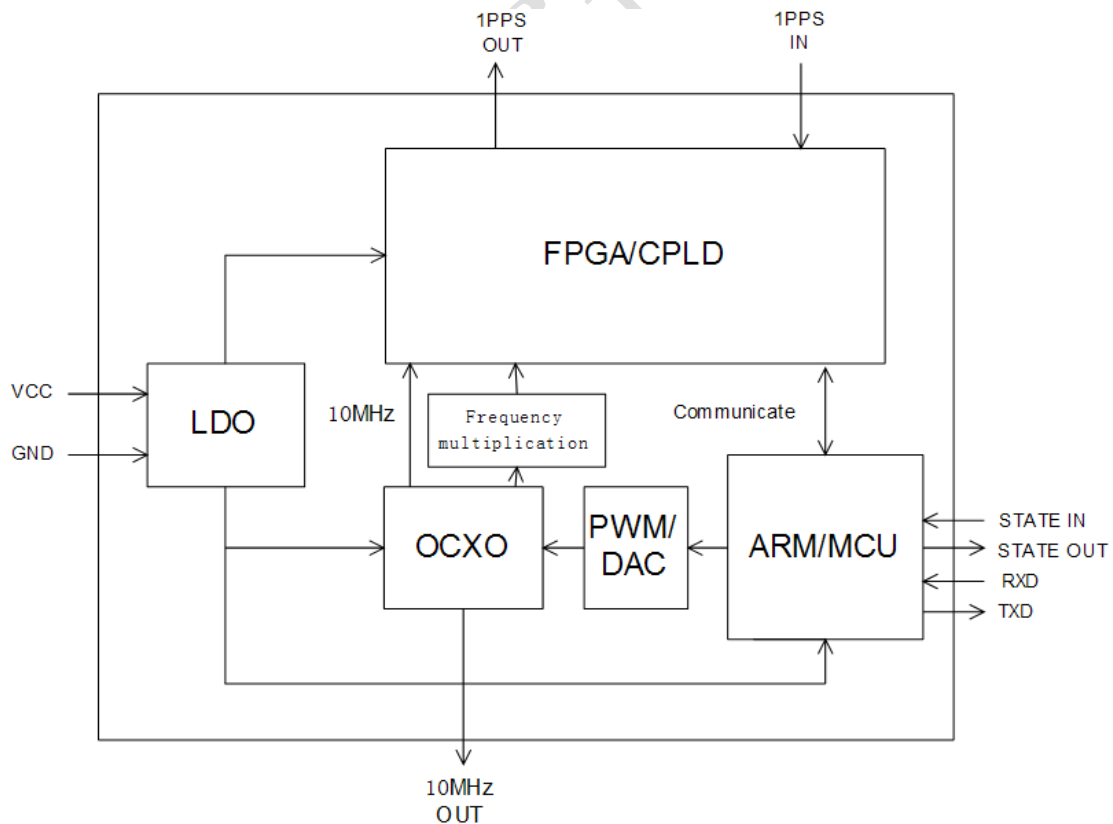 1PPS
OUT
1PPS
IN
FPGA/CPLD
VCC
GND
LDO
10MHz
Frequency
multiplication
Communicate
OCXO
PWM/
DAC
ARM/MCU
STATE IN
STATE OUT
RXD
TXD
10MHz
OUT